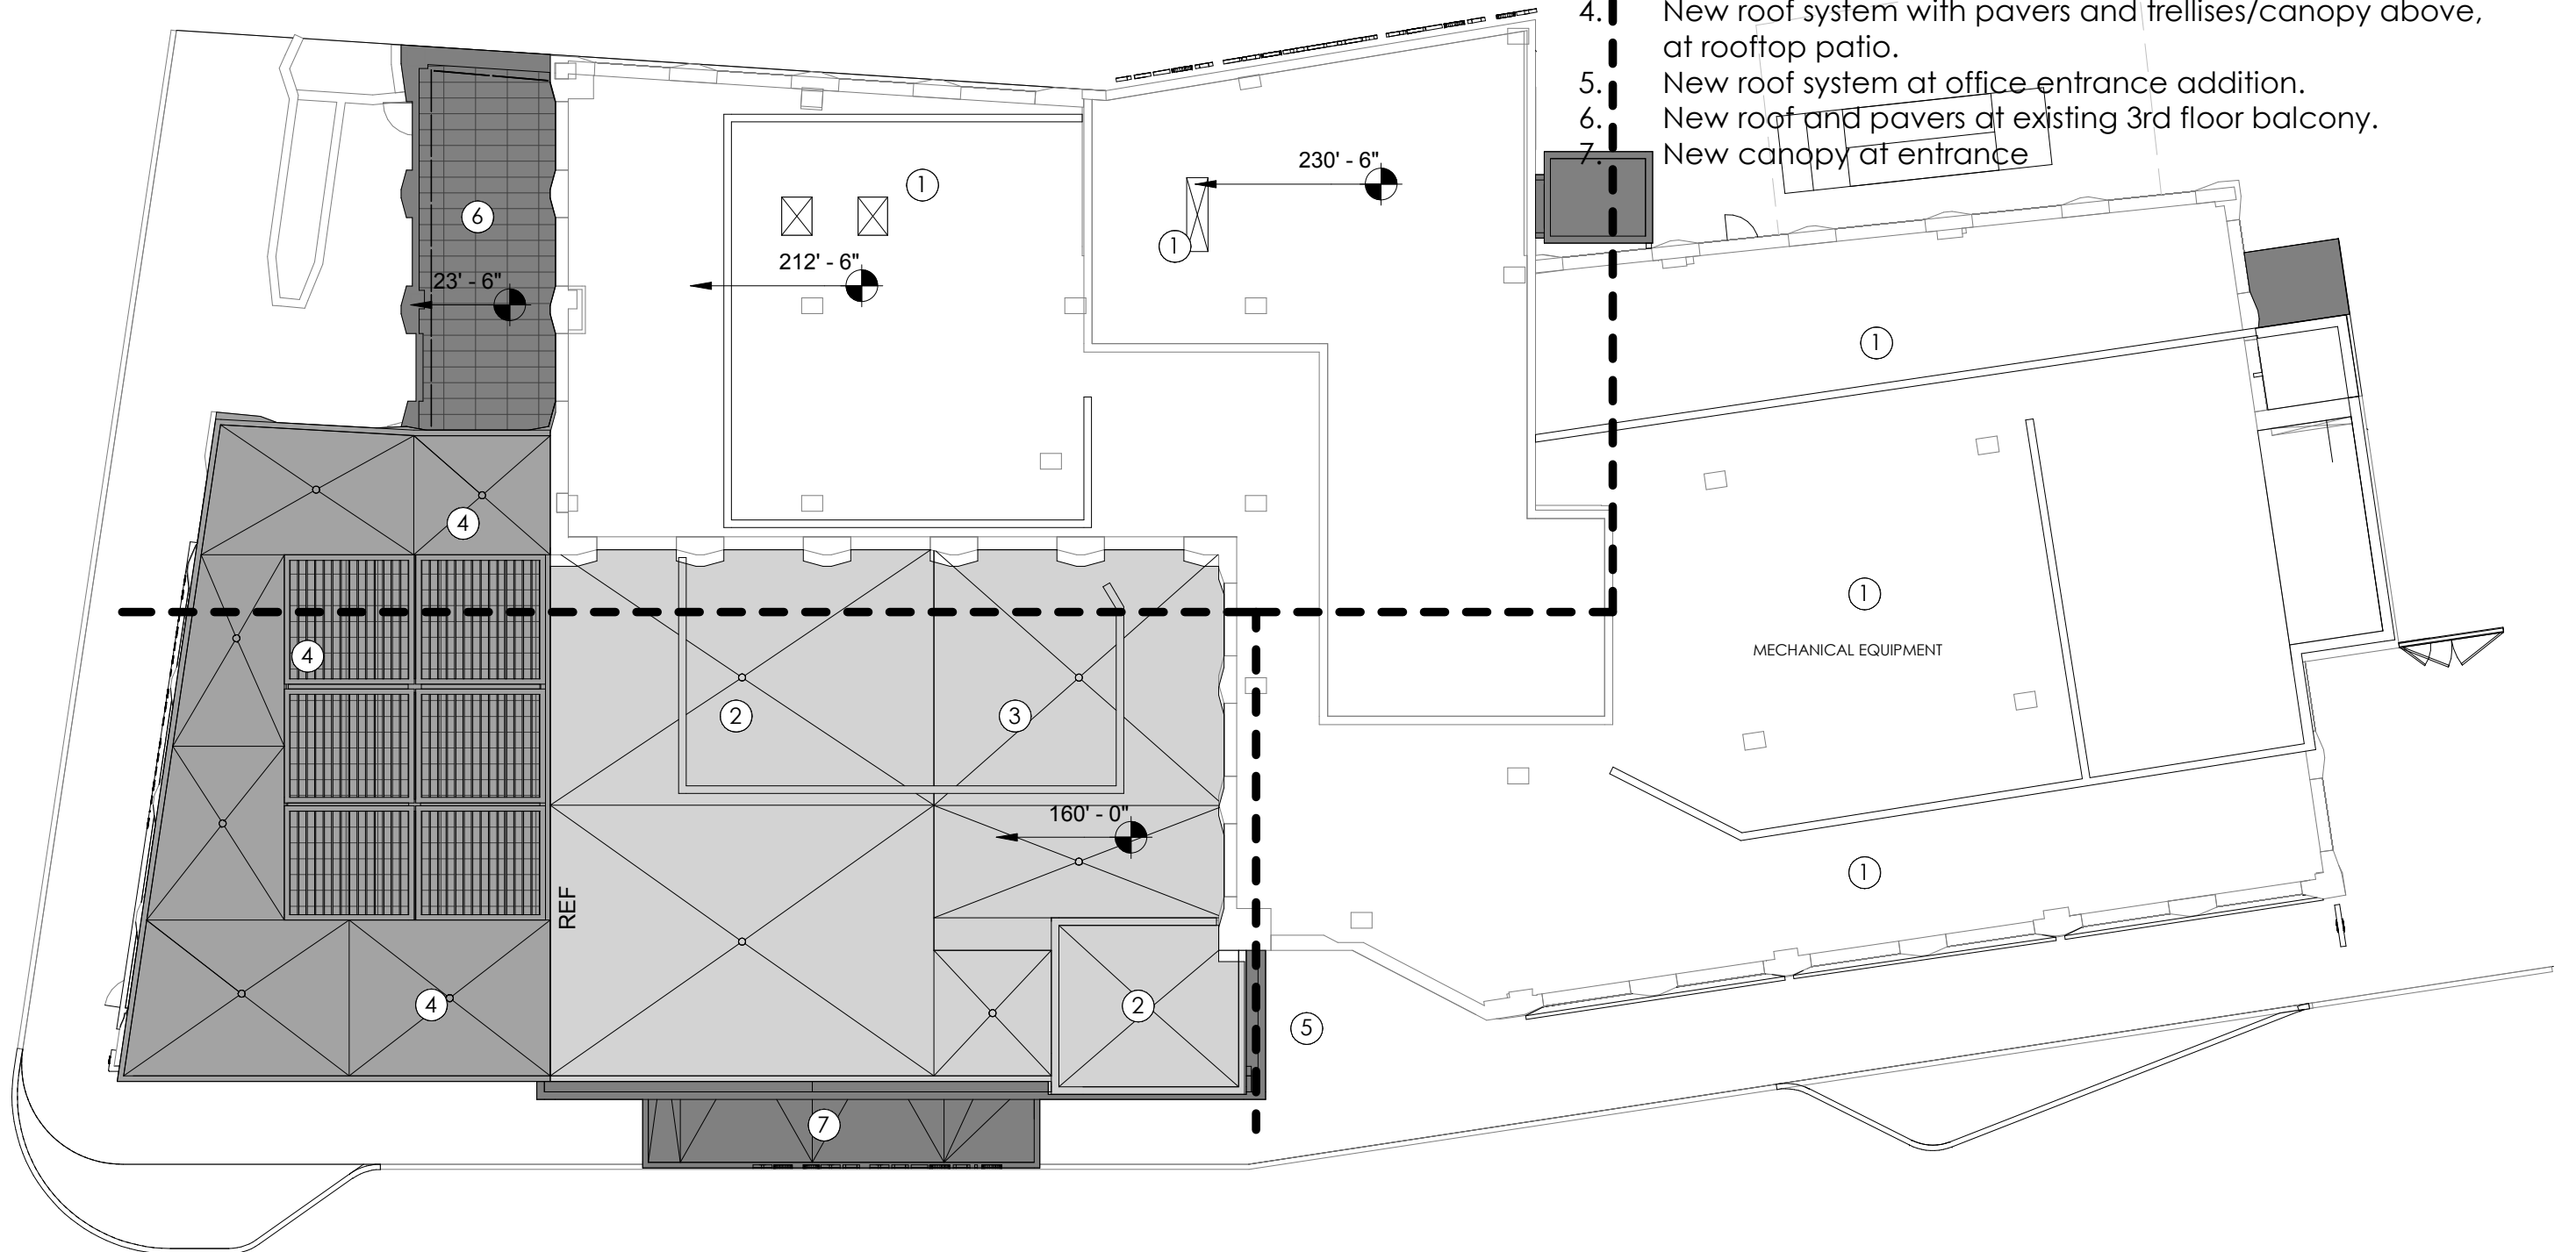 4. New roof system with pavers and trellises/canopy above,
at rooftop patio.
5. New roof system at office entrance addition.
6. New roof and pavers at existing 3rd floor balcony.
7. New canopy at entrance
230' - 6"
1
6
1
212' - 6"
23' - 6"
1
4
1
MECHANICAL EQUIPMENT
4
2
3
160' - 0"
1
REF
4
2
5
7